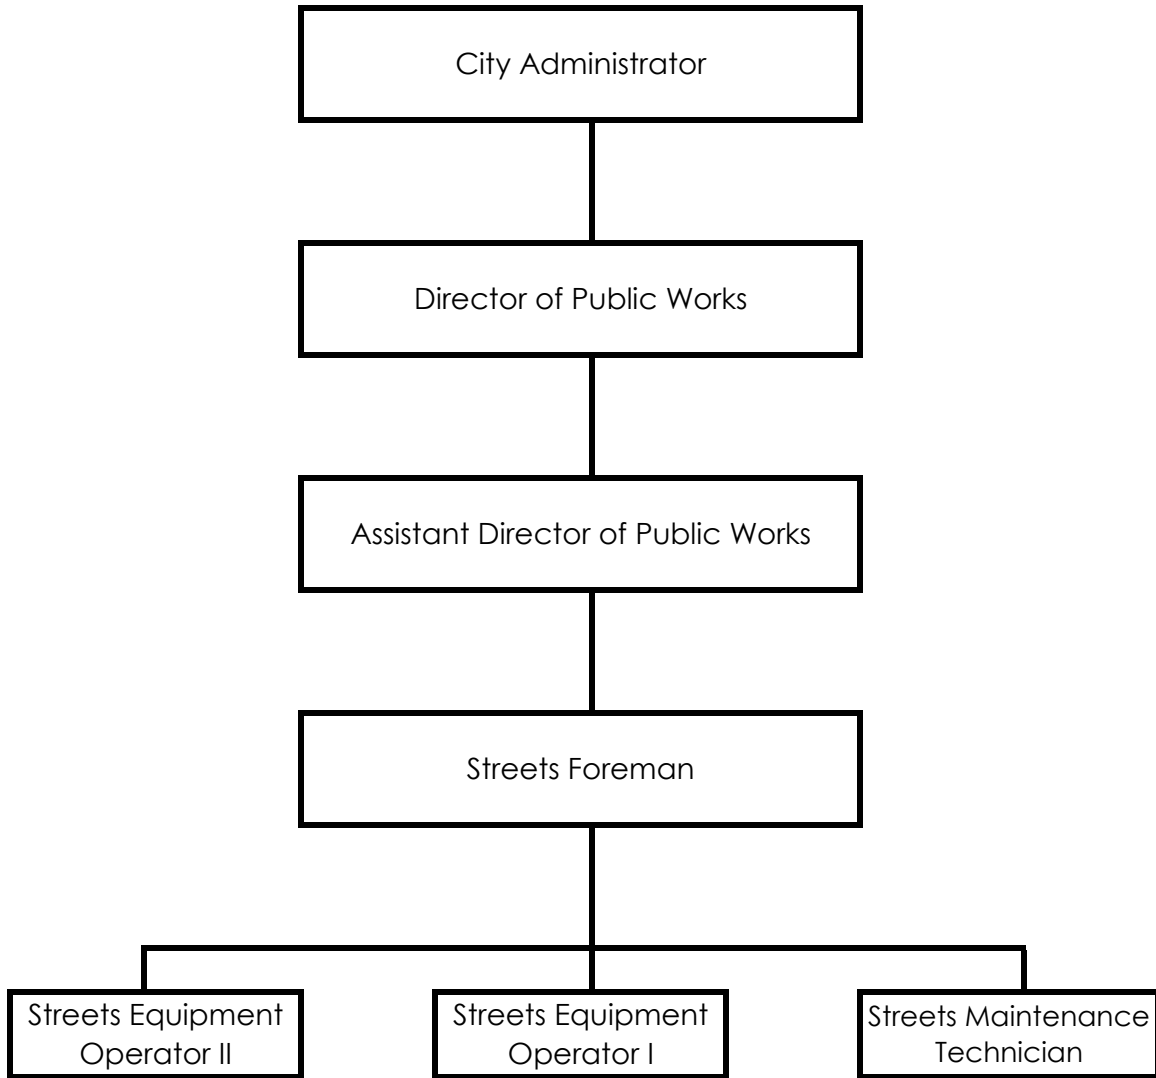 City Administrator
Director of Public Works
Assistant Director of Public Works
Streets Foreman
Streets Equipment
Operator II
Streets Equipment
Operator I
Streets Maintenance
Technician